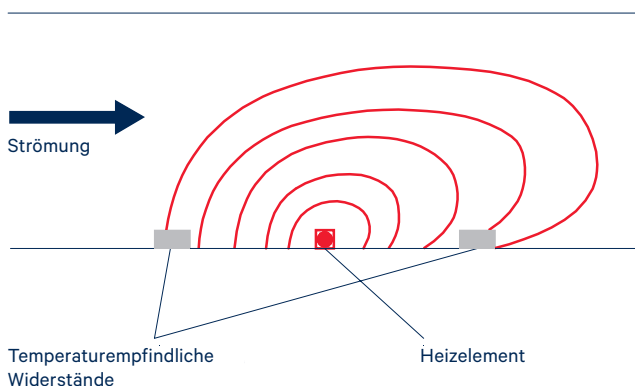 Strömung
Temperaturempfindliche
Widerstände
Heizelement